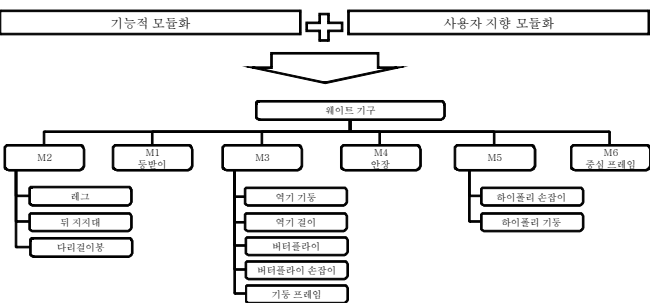 기능적 모듈화
사용자 지향 모듈화
웨이트 기구
M2
M1
등받이
M3
M4
안장
M5
M6
중심 프레임
레그
뒤 지지대
다리걸이봉
역기 기둥
역기 걸이
버터플라이
버터플라이 손잡이
기둥 프레임
하이폴리 손잡이
하이폴리 기둥